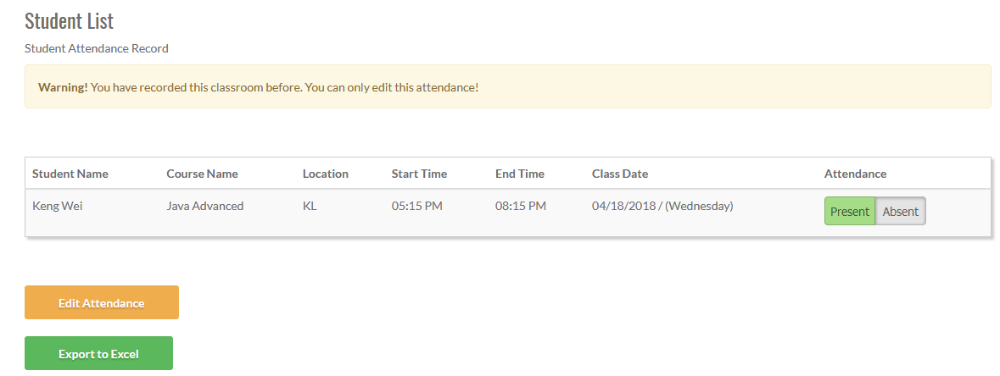 Student List
Student Attendance Record
Warning! You have recorded this classroom before. You can only edit this attendance!
Student Name Course Name Location Start Time End Time Class Date Attendance
Keng Wei Java Advanced KL 05:15 PM 08:15 PM 04/18/2018 / (Wednesday) Present Absent
Edit Attendance
Export to Excel